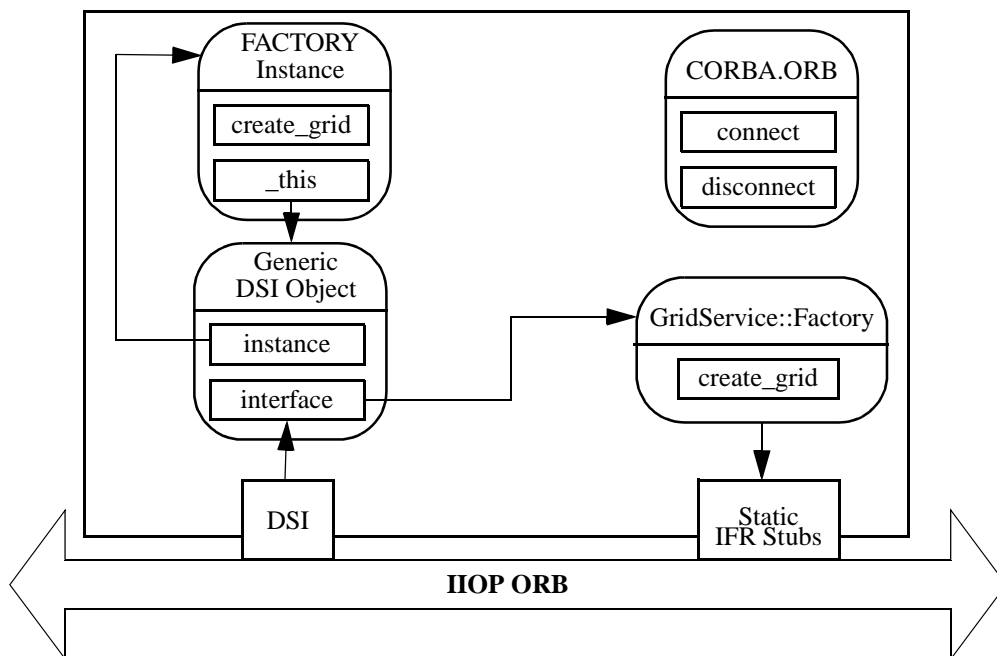 FACTORY
Instance
create_grid
_this
CORBA.ORB
connect
disconnect
Generic
DSI Object
instance
interface
GridService::Factory
create_grid
DSI
Static
IFR Stubs
IIOP ORB